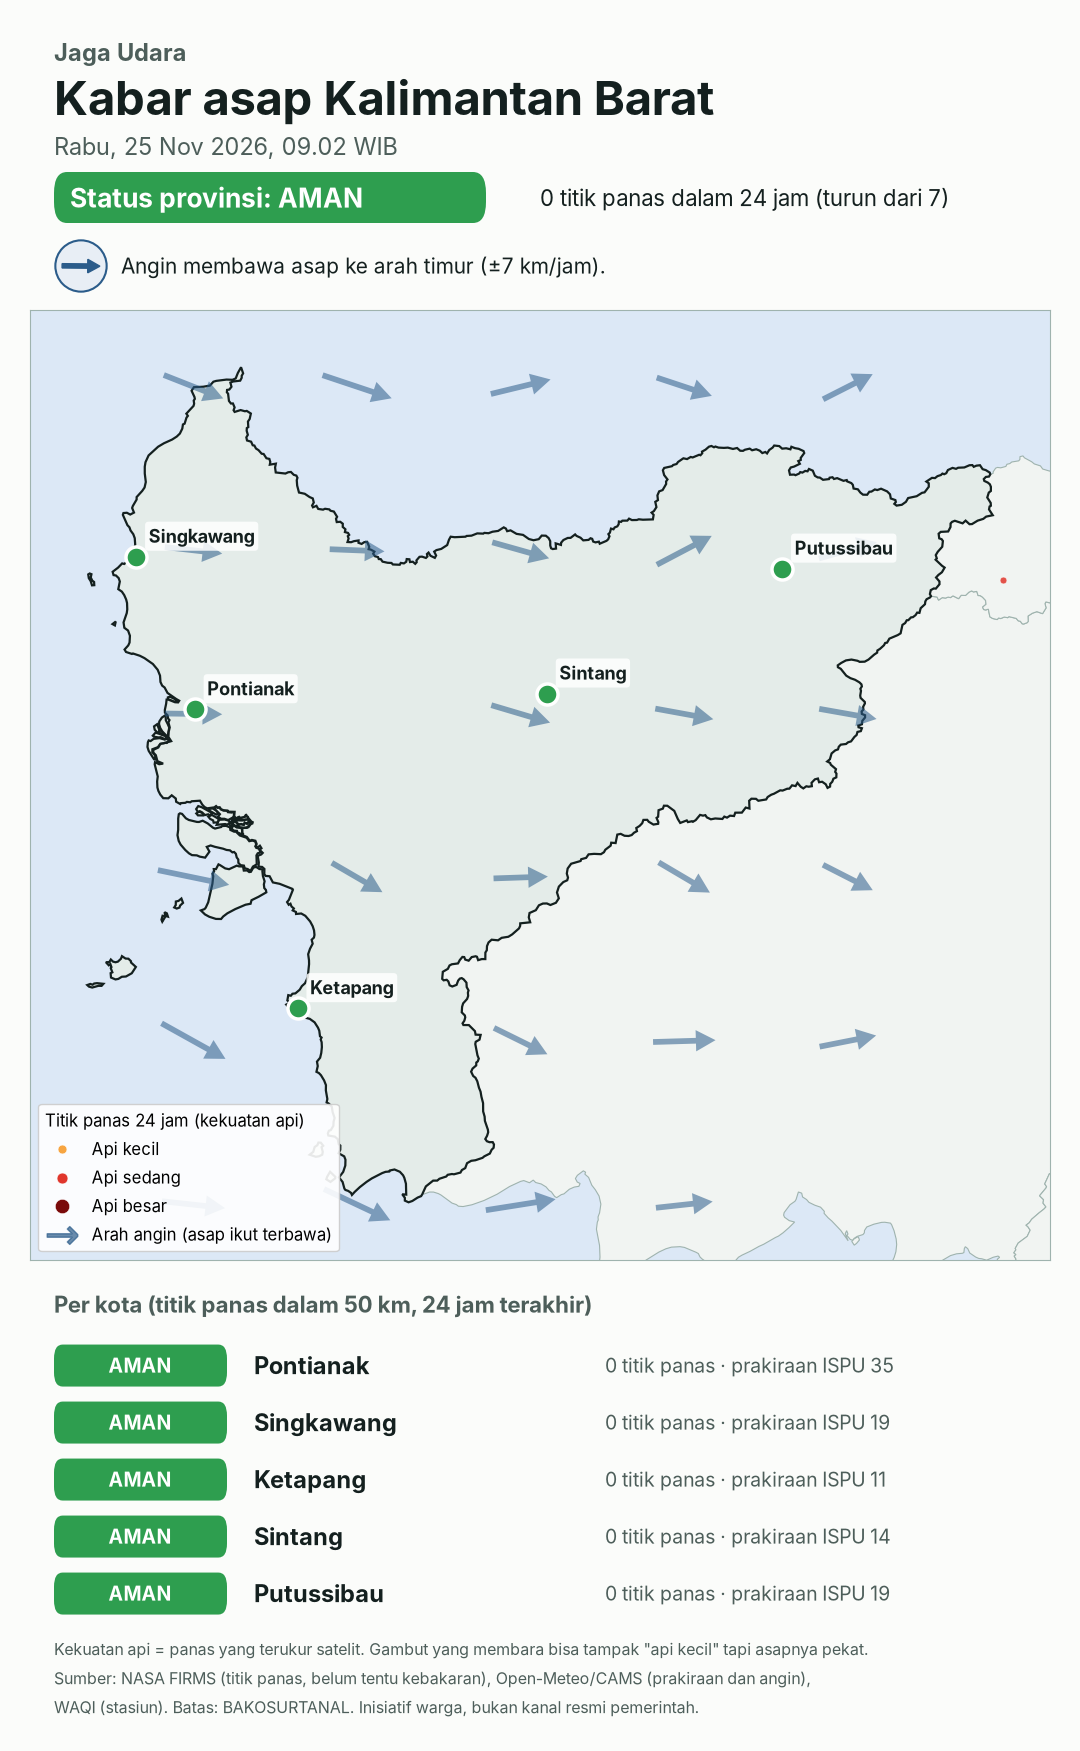 Jaga Udara
Kabar asap Kalimantan Barat
Rabu, 25 Nov 2026, 09.02 WIB
Status provinsi: AMAN
0 titik panas dalam 24 jam (turun dari 7)
Angin membawa asap ke arah timur (±7 km/jam).
Singkawang
Putussibau
Sintang
Pontianak
Ketapang
Titik panas 24 jam (kekuatan api)
Api kecil
Api sedang
Api besar
Arah angin (asap ikut terbawa)
Per kota (titik panas dalam 50 km, 24 jam terakhir)
AMAN Pontianak 0 titik panas · prakiraan ISPU 35
AMAN Singkawang 0 titik panas · prakiraan ISPU 19
AMAN Ketapang 0 titik panas · prakiraan ISPU 11
AMAN Sintang 0 titik panas · prakiraan ISPU 14
AMAN Putussibau 0 titik panas · prakiraan ISPU 19
Kekuatan api = panas yang terukur satelit. Gambut yang membara bisa tampak "api kecil" tapi asapnya pekat.
Sumber: NASA FIRMS (titik panas, belum tentu kebakaran), Open-Meteo/CAMS (prakiraan dan angin),
WAQI (stasiun). Batas: BAKOSURTANAL. Inisiatif warga, bukan kanal resmi pemerintah.